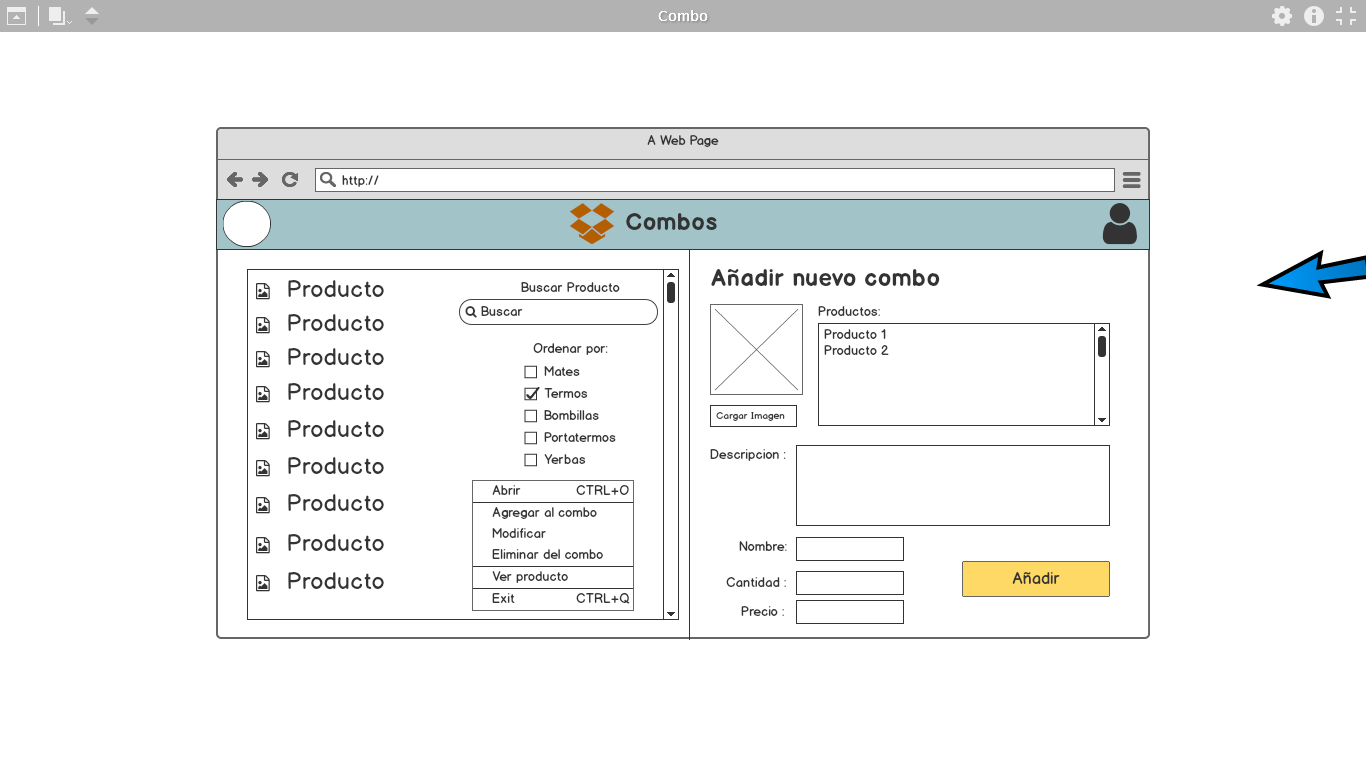 Combo
A Web Page
http://
Combos
Producto
Producto
Producto
Producto
Producto
Producto
Producto
Producto
Producto
Buscar Producto
Buscar
Ordenar por:
Mates
Termos
Bombillas
Portatermos
Yerbas
Abrir CTRL+O
Agregar al combo
Modificar
Eliminar del combo
Ver producto
Exit CTRL+Q
Añadir nuevo combo
Cargar Imagen
Productos:
Producto 1
Producto 2
Descripcion :
Nombre:
Cantidad :
Precio :
Añadir